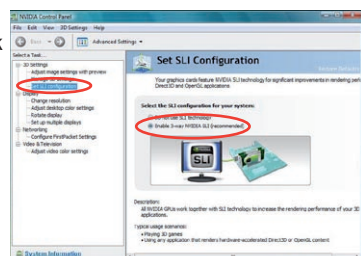 NVIDIA Control Panel
File Edit View 3D Settings Help
Back
Advanced Settings
Select a Task...
3D Settings
Adjust image settings with preview
Set SLI configuration
Display
Change resolution
Adjust desktop color settings
Rotate display
Set up multiple displays
Networking
Configure FirstPacket Settings
Video & Television
Adjust video color settings
System Information
Set SLI Configuration
Your graphics cards feature NVIDIA SLI technology for significant improvements in rendering
Direct3D and OpenGL applications.
Select the SLI configuration for your system:
Do not use SLI technology
Enable 3-way NVIDIA SLI (recommended)
SLI
Description:
All NVIDIA GPUs work together with SLI technology to increase the rendering performance of your 3D
applications.
Typical usage scenarios:
• Playing 3D games
• Using any application that renders hardware-accelerated Direct3D or OpenGL content